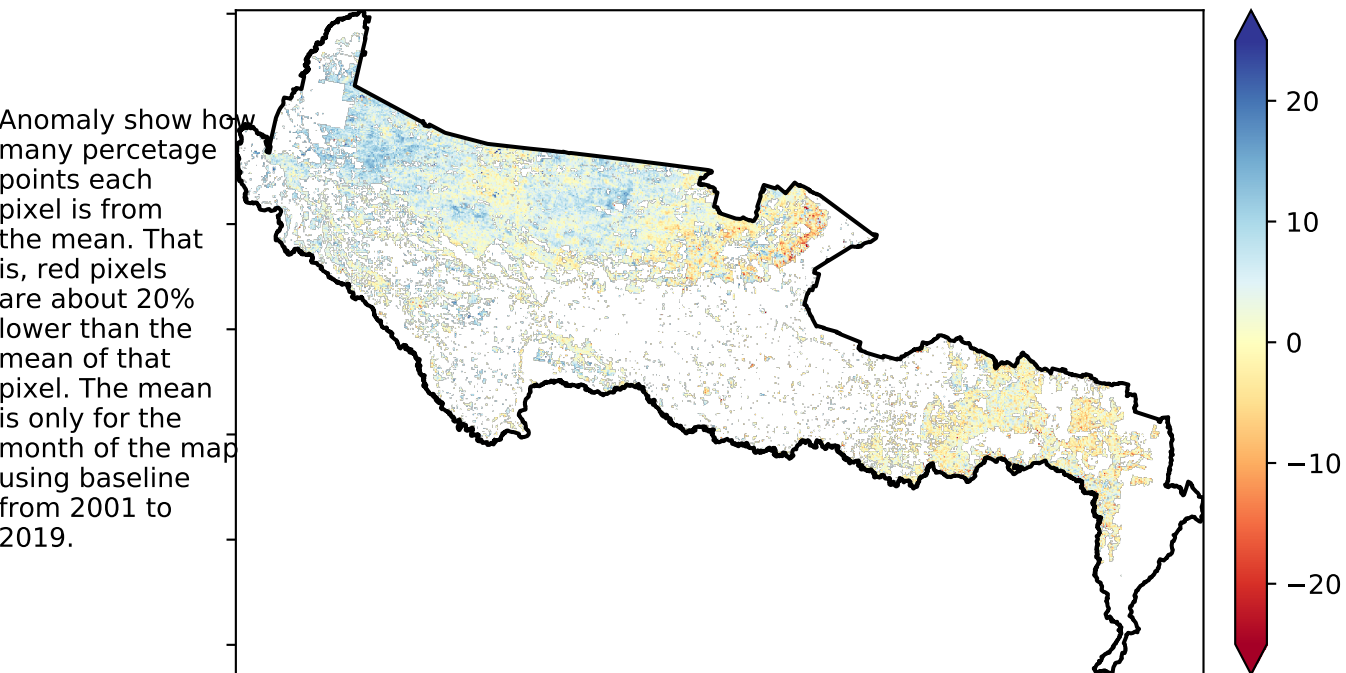 Anomaly show how
many percetage
points each
pixel is from
the mean. That
is, red pixels
are about 20%
lower than the
mean of that
pixel. The mean
is only for the
month of the map
using baseline
from 2001 to
2019.
20
10
0
−10
−20